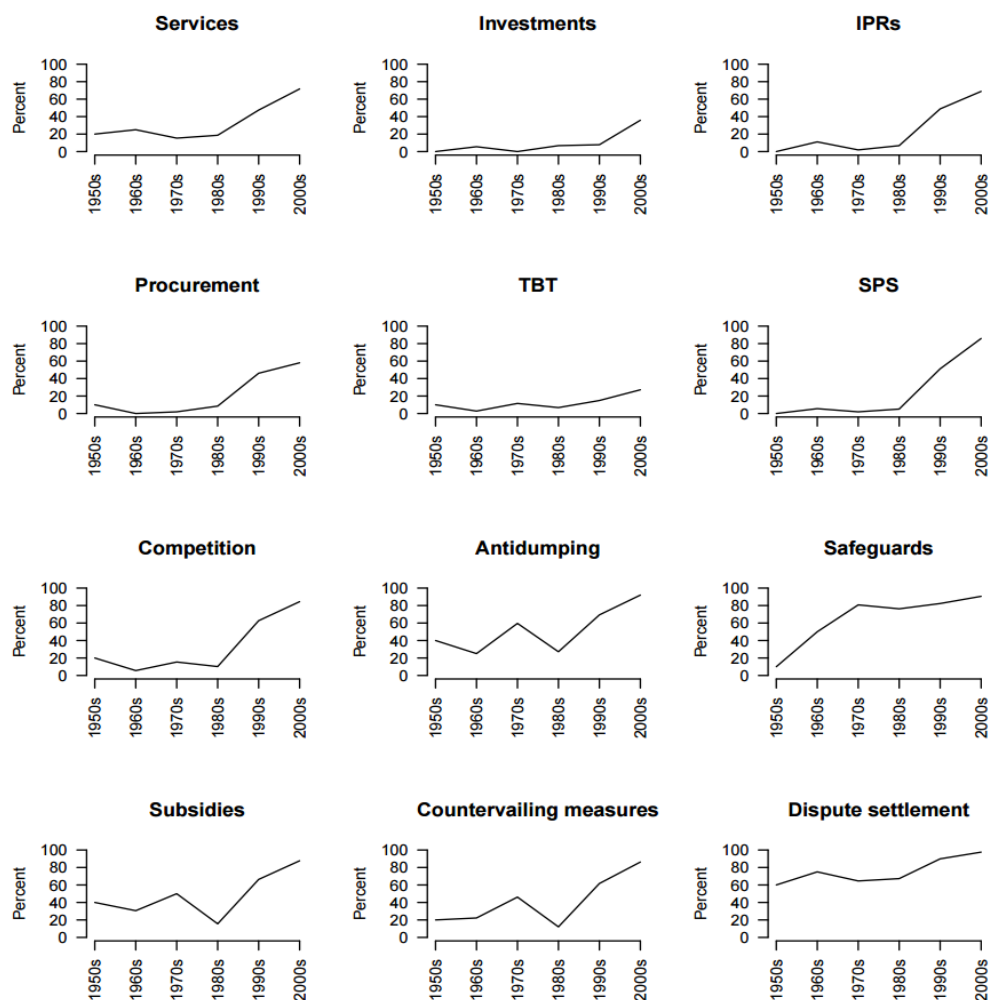 Services
Percent
100
80
60
40
20
0
1950s
1960s
1970s
1980s
1990s
2000s
Investments
Percent
100
80
60
40
20
0
1950s
1960s
1970s
1980s
1990s
2000s
IPRs
Percent
100
80
60
40
20
0
1950s
1960s
1970s
1980s
1990s
2000s
Procurement
Percent
100
80
60
40
20
0
1950s
1960s
1970s
1980s
1990s
2000s
TBT
Percent
100
80
60
40
20
0
1950s
1960s
1970s
1980s
1990s
2000s
SPS
Percent
100
80
60
40
20
0
1950s
1960s
1970s
1980s
1990s
2000s
Competition
Percent
100
80
60
40
20
0
1950s
1960s
1970s
1980s
1990s
2000s
Antidumping
Percent
100
80
60
40
20
0
1950s
1960s
1970s
1980s
1990s
2000s
Safeguards
Percent
100
80
60
40
20
0
1950s
1960s
1970s
1980s
1990s
2000s
Subsidies
Percent
100
80
60
40
20
0
1950s
1960s
1970s
1980s
1990s
2000s
Countervailing measures
Percent
100
80
60
40
20
0
1950s
1960s
1970s
1980s
1990s
2000s
Dispute settlement
Percent
100
80
60
40
20
0
1950s
1960s
1970s
1980s
1990s
2000s